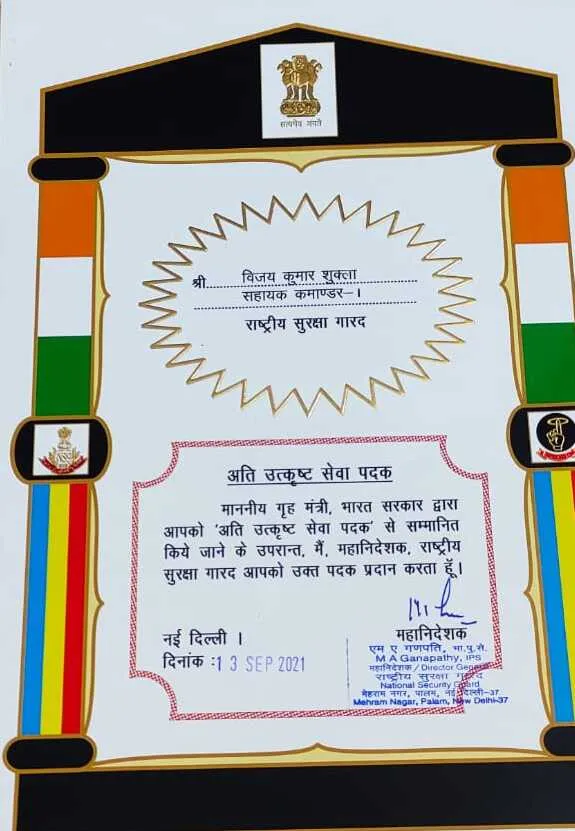 सत्यमेव जयते
श्री. विजय कुमार शुक्ला
सहायक कमाण्डर–I
राष्ट्रीय सुरक्षा गारद
अति उत्कृष्ट सेवा पदक
माननीय गृह मंत्री, भारत सरकार द्वारा
आपको 'अति उत्कृष्ट सेवा पदक' से सम्मानित
किये जाने के उपरान्त, मैं, महानिदेशक, राष्ट्रीय
सुरक्षा गारद आपको उक्त पदक प्रदान करता हूँ।
नई दिल्ली ।
दिनांक : 13 SEP 2021
महानिदेशक
एम ए गणपति, भा.पु.से.
M A Ganapathy, IPS
महानिदेशक / Director General
राष्ट्रीय सुरक्षा गारद
National Security Guard
मेहराम नगर, पालम, नई दिल्ली–37
Mehram Nagar, Palam, New Delhi-37